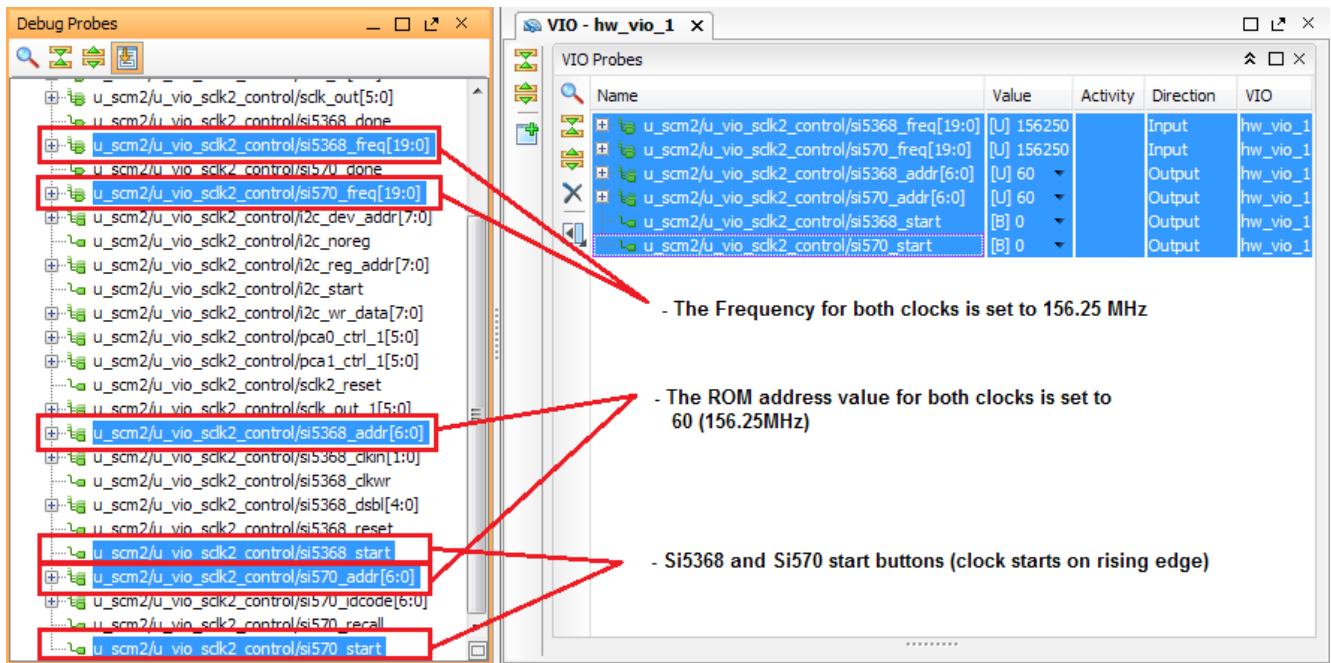 Debug Probes
u_scm2/u_vio_sclk2_control/sclk_out[5:0]
u_scm2/u_vio_sclk2_control/si5368_done
u_scm2/u_vio_sclk2_control/si5368_freq[19:0]
u_scm2/u_vio_sclk2_control/si570_done
u_scm2/u_vio_sclk2_control/si570_freq[19:0]
u_scm2/u_vio_sclk2_control/i2c_dev_addr[7:0]
u_scm2/u_vio_sclk2_control/i2c_noreg
u_scm2/u_vio_sclk2_control/i2c_reg_addr[7:0]
u_scm2/u_vio_sclk2_control/i2c_start
u_scm2/u_vio_sclk2_control/i2c_wr_data[7:0]
u_scm2/u_vio_sclk2_control/pca0_ctrl_1[5:0]
u_scm2/u_vio_sclk2_control/pca1_ctrl_1[5:0]
u_scm2/u_vio_sclk2_control/sclk2_reset
u_scm2/u_vio_sclk2_control/sclk_out_1[5:0]
u_scm2/u_vio_sclk2_control/si5368_addr[6:0]
u_scm2/u_vio_sclk2_control/si5368_clkin[1:0]
u_scm2/u_vio_sclk2_control/si5368_clkwr
u_scm2/u_vio_sclk2_control/si5368_dsbl[4:0]
u_scm2/u_vio_sclk2_control/si5368_reset
u_scm2/u_vio_sclk2_control/si5368_start
u_scm2/u_vio_sclk2_control/si570_addr[6:0]
u_scm2/u_vio_sclk2_control/si570_idcode[6:0]
u_scm2/u_vio_sclk2_control/si570_recall
u_scm2/u_vio_sclk2_control/si570_start
VIO - hw_vio_1
VIO Probes
Name Value Activity Direction VIO
u_scm2/u_vio_sclk2_control/si5368_freq[19:0] [U] 156250 Input hw_vio_1
u_scm2/u_vio_sclk2_control/si570_freq[19:0] [U] 156250 Input hw_vio_1
u_scm2/u_vio_sclk2_control/si5368_addr[6:0] [U] 60 Output hw_vio_1
u_scm2/u_vio_sclk2_control/si570_addr[6:0] [U] 60 Output hw_vio_1
u_scm2/u_vio_sclk2_control/si5368_start [B] 0 Output hw_vio_1
u_scm2/u_vio_sclk2_control/si570_start [B] 0 Output hw_vio_1
- The Frequency for both clocks is set to 156.25 MHz
- The ROM address value for both clocks is set to
60 (156.25MHz)
- Si5368 and Si570 start buttons (clock starts on rising edge)